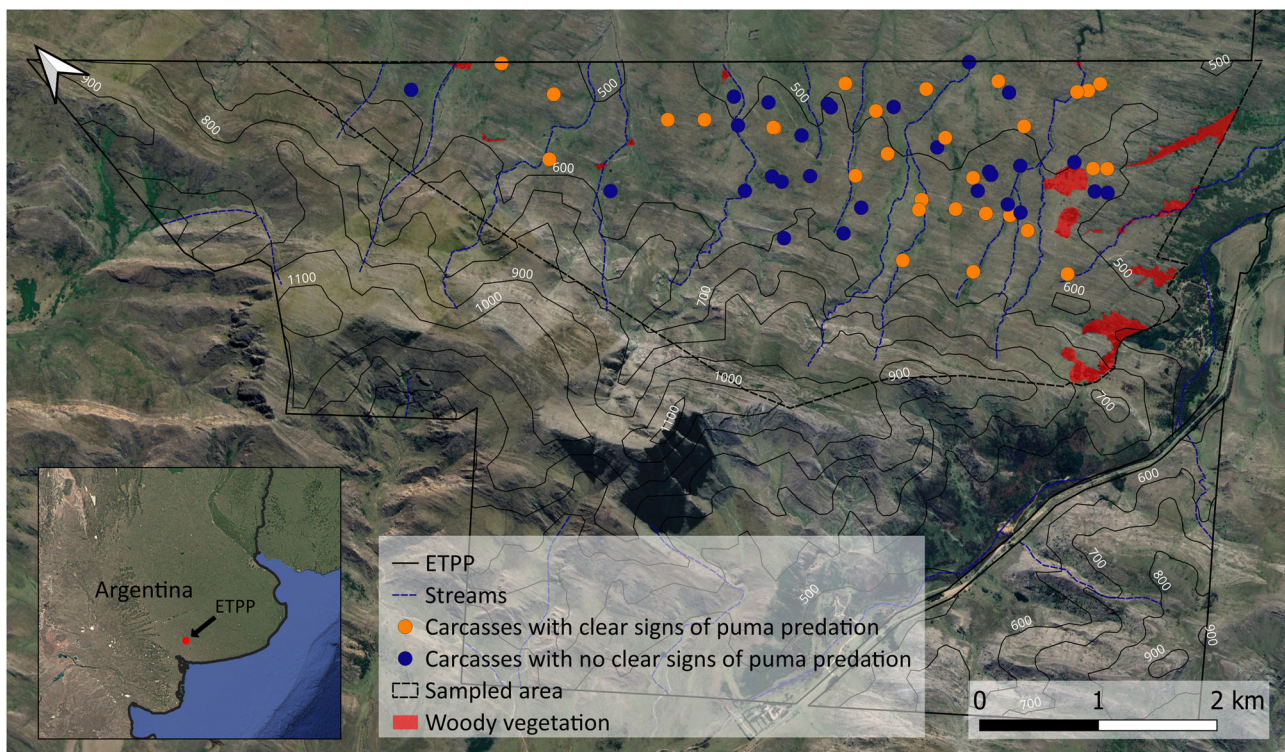 500
900
500
500
800
600
1100
900
500
1000
700
600
1000
900
700
1100
600
Argentina
ETPP
ETPP
Streams
Carcasses with clear signs of puma predation
Carcasses with no clear signs of puma predation
Sampled area
Woody vegetation
500
700
800
600
900
900
700
0 1 2 km